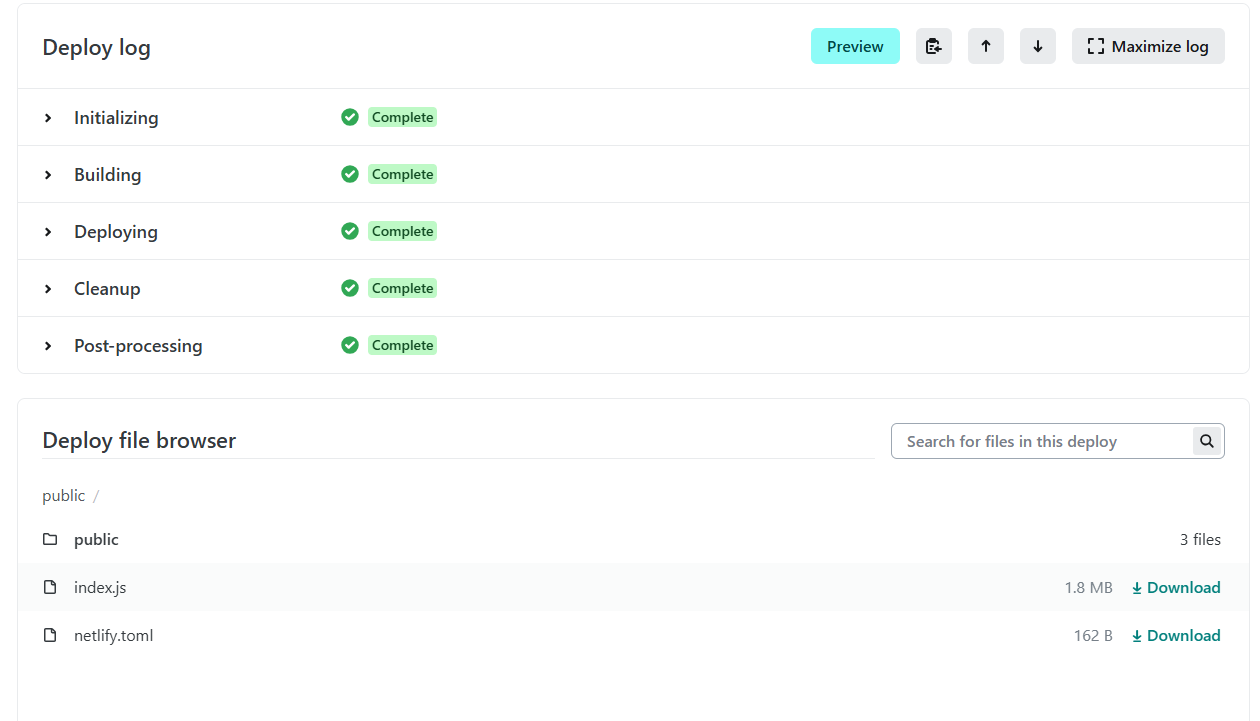 Deploy log
Preview
Maximize log
Initializing Complete
Building Complete
Deploying Complete
Cleanup Complete
Post-processing Complete
Deploy file browser
Search for files in this deploy
public /
public 3 files
index.js 1.8 MB Download
netlify.toml 162 B Download